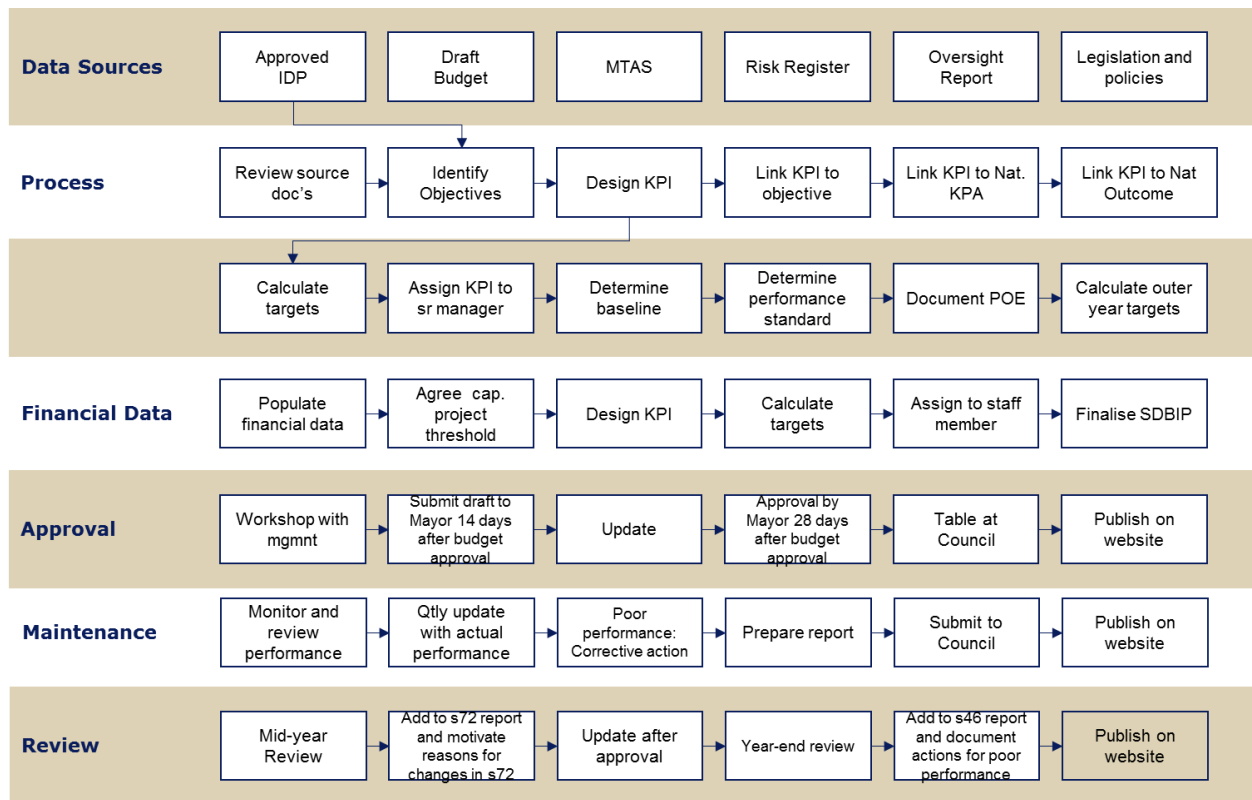 Data Sources
Approved
IDP
Draft
Budget
MTAS
Risk Register
Oversight
Report
Legislation and
policies
Process
Review source
doc's
Identify
Objectives
Design KPI
Link KPI to
objective
Link KPI to Nat.
KPA
Link KPI to Nat
Outcome
Calculate
targets
Assign KPI to
sr manager
Determine
baseline
Determine
performance
standard
Document POE
Calculate outer
year targets
Financial Data
Populate
financial data
Agree cap.
project
threshold
Design KPI
Calculate
targets
Assign to staff
member
Finalise SDBIP
Approval
Workshop with
mgmnt
Submit draft to
Mayor 14 days
after budget
approval
Update
Approval by
Mayor 28 days
after budget
approval
Table at
Council
Publish on
website
Maintenance
Monitor and
review
performance
Qtly update
with actual
performance
Poor
performance:
Corrective action
Prepare report
Submit to
Council
Publish on
website
Review
Mid-year
Review
Add to s72 report
and motivate
reasons for
changes in s72
Update after
approval
Year-end review
Add to s46 report
and document
actions for poor
performance
Publish on
website